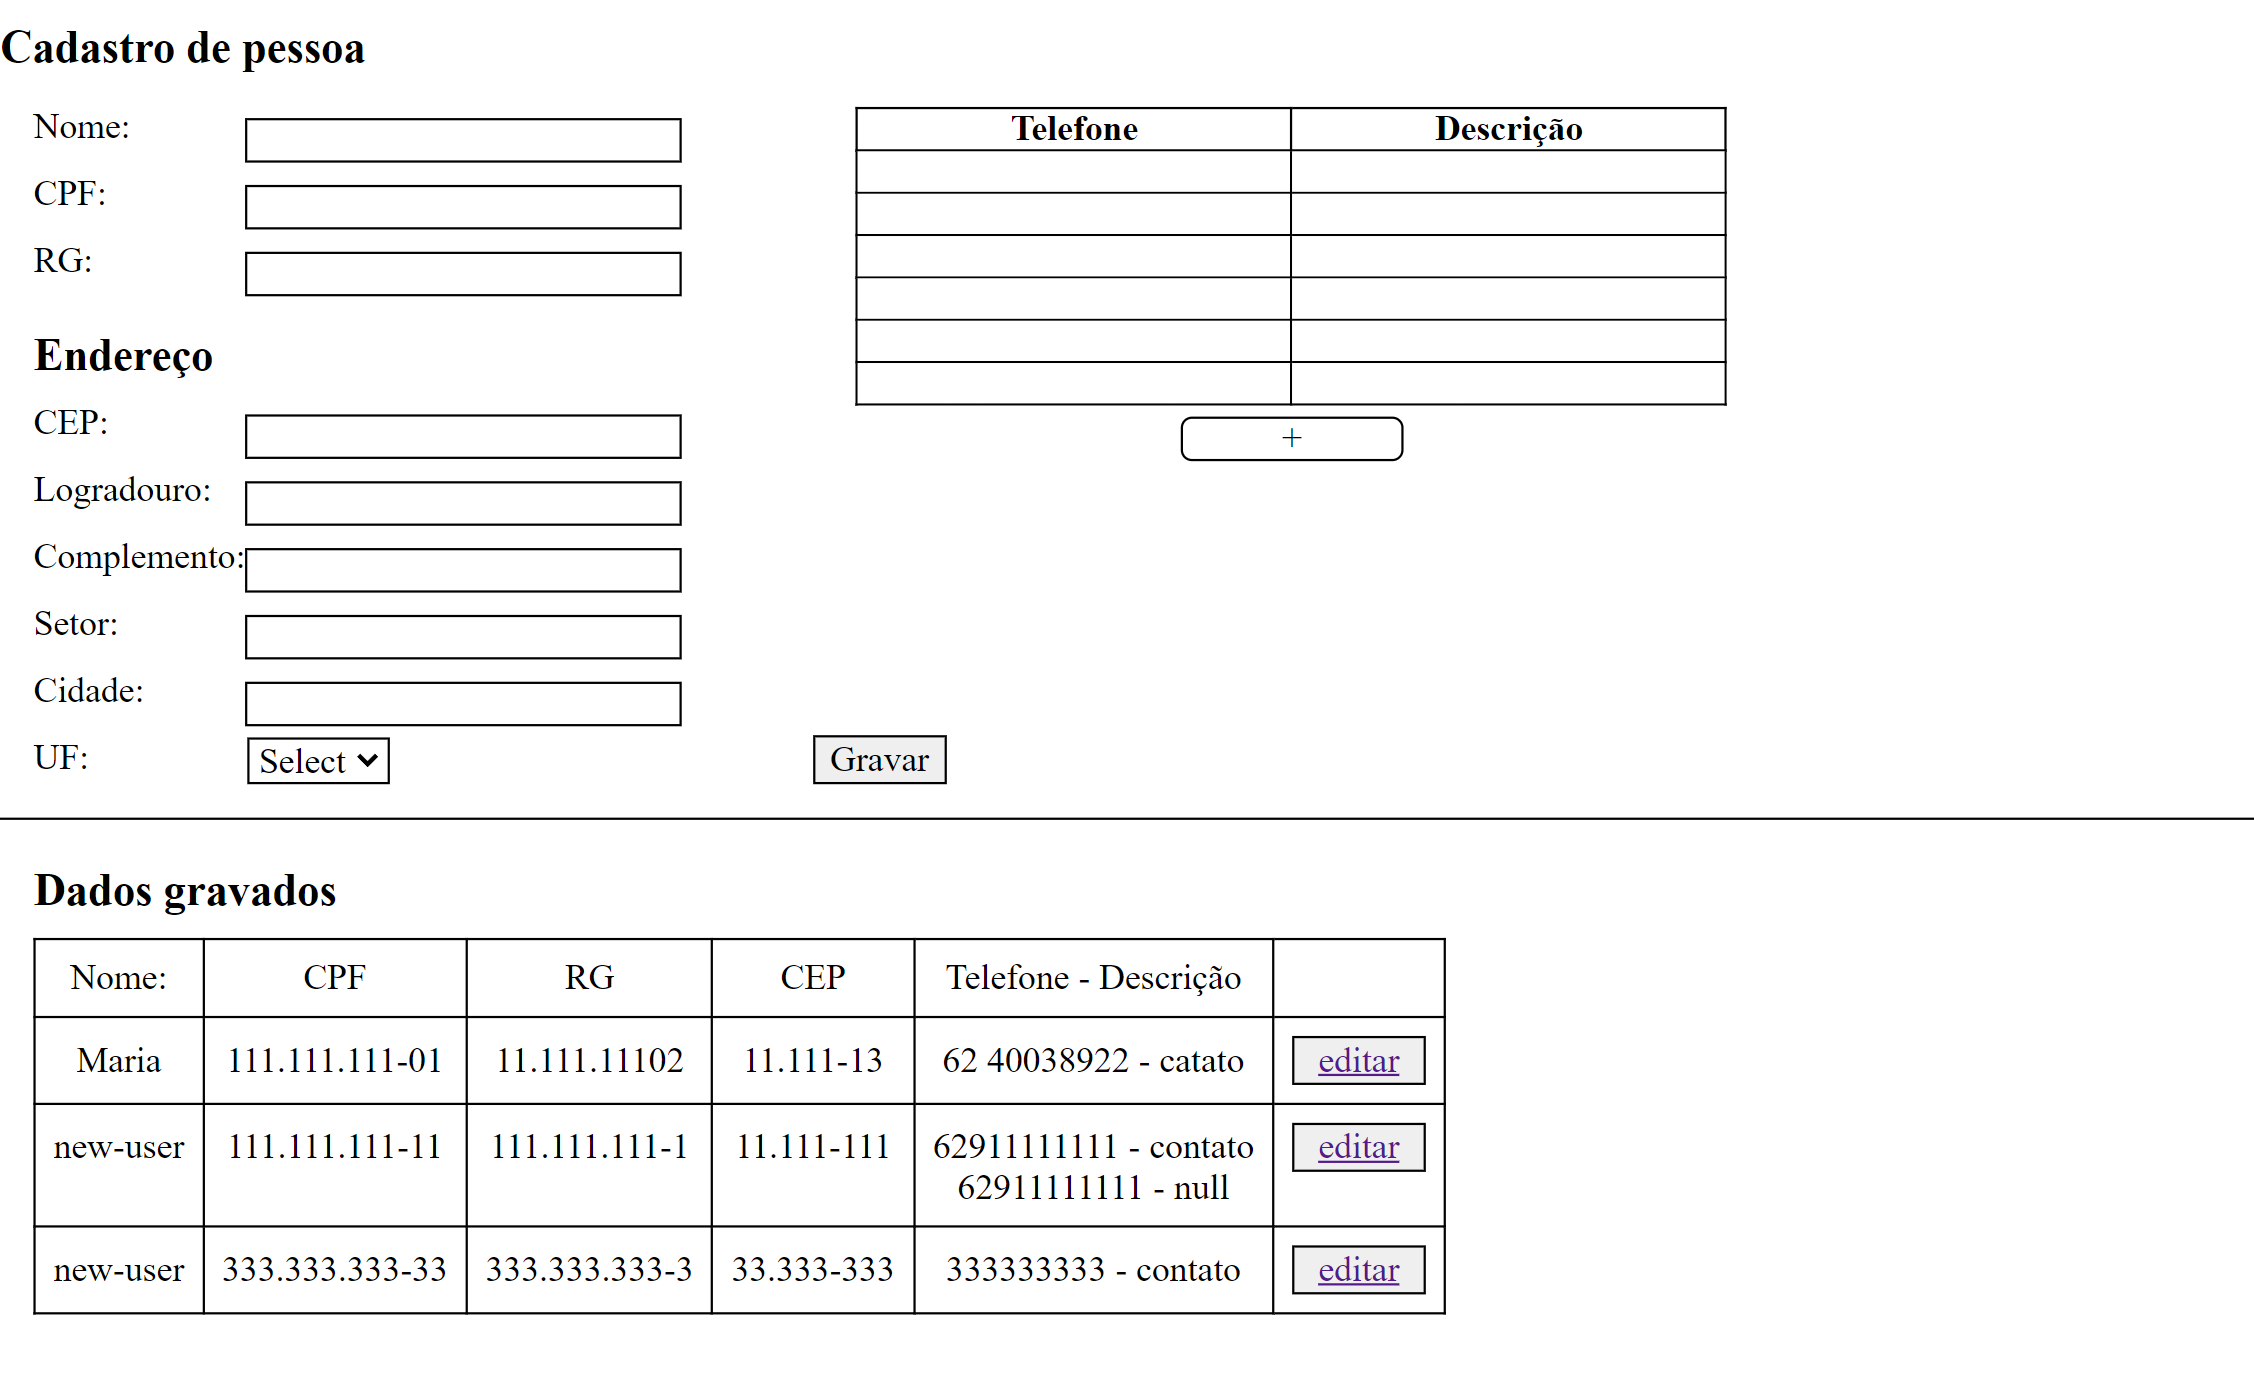 Cadastro de pessoa
Nome:
CPF:
RG:
Telefone Descrição
+
Endereço
CEP:
Logradouro:
Complemento:
Setor:
Cidade:
UF: Select Gravar
Dados gravados
Nome: CPF RG CEP Telefone - Descrição
Maria 111.111.111-01 11.111.11102 11.111-13 62 40038922 - catato editar
new-user 111.111.111-11 111.111.111-1 11.111-111 62911111111 - contato editar
62911111111 - null
new-user 333.333.333-33 333.333.333-3 33.333-333 333333333 - contato editar